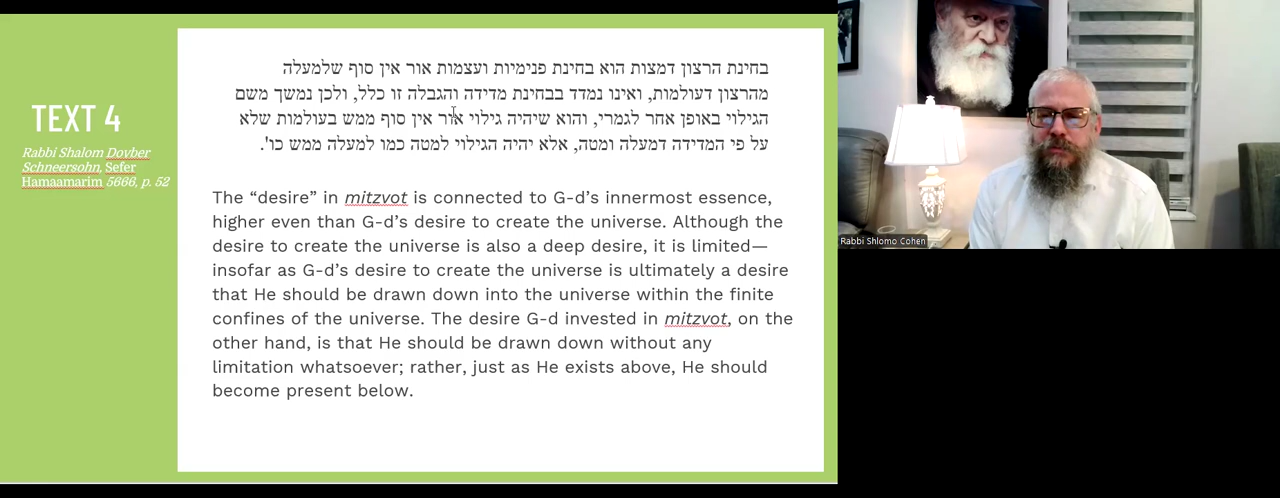 TEXT 4
Rabbi Shalom Dovber
Schneersohn, Sefer
Hamaamarim 5666, p. 52
בחינת הרצון דמצות הוא בחינת פנימיות ועצמות אור אין סוף שלמעלה
מהרצון דעולמות, ואינו נמדד בבחינת מדידה והגבלה זו כלל, ולכן נמשך משם
הגילוי באופן אחר לגמרי, והוא שיהיה גילוי אור אין סוף ממש בעולמות שלא
על פי המדידה דמעלה ומטה, אלא יהיה הגילוי למטה כמו למעלה ממש כו'.
The “desire” in mitzvot is connected to G-d’s innermost essence,
higher even than G-d’s desire to create the universe. Although the
desire to create the universe is also a deep desire, it is limited—
insofar as G-d’s desire to create the universe is ultimately a desire
that He should be drawn down into the universe within the finite
confines of the universe. The desire G-d invested in mitzvot, on the
other hand, is that He should be drawn down without any
limitation whatsoever; rather, just as He exists above, He should
become present below.
Rabbi Shlomo Cohen